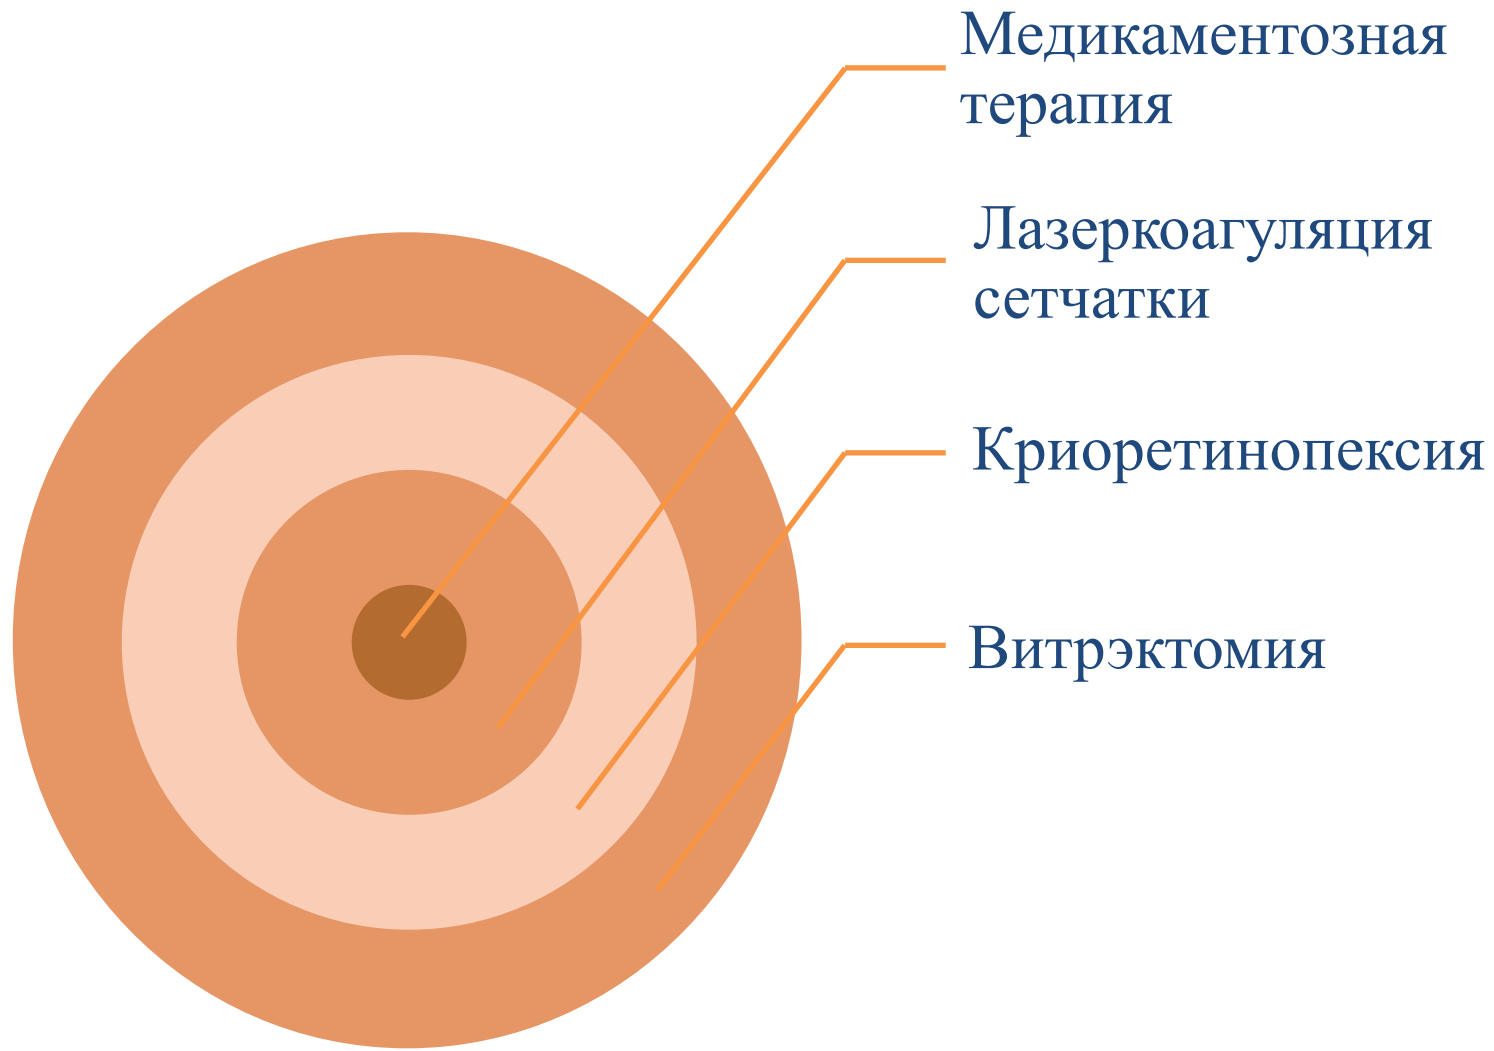 Медикаментозная
терапия
Лазеркоагуляция
сетчатки
Криоретинопексия
Витрэктомия